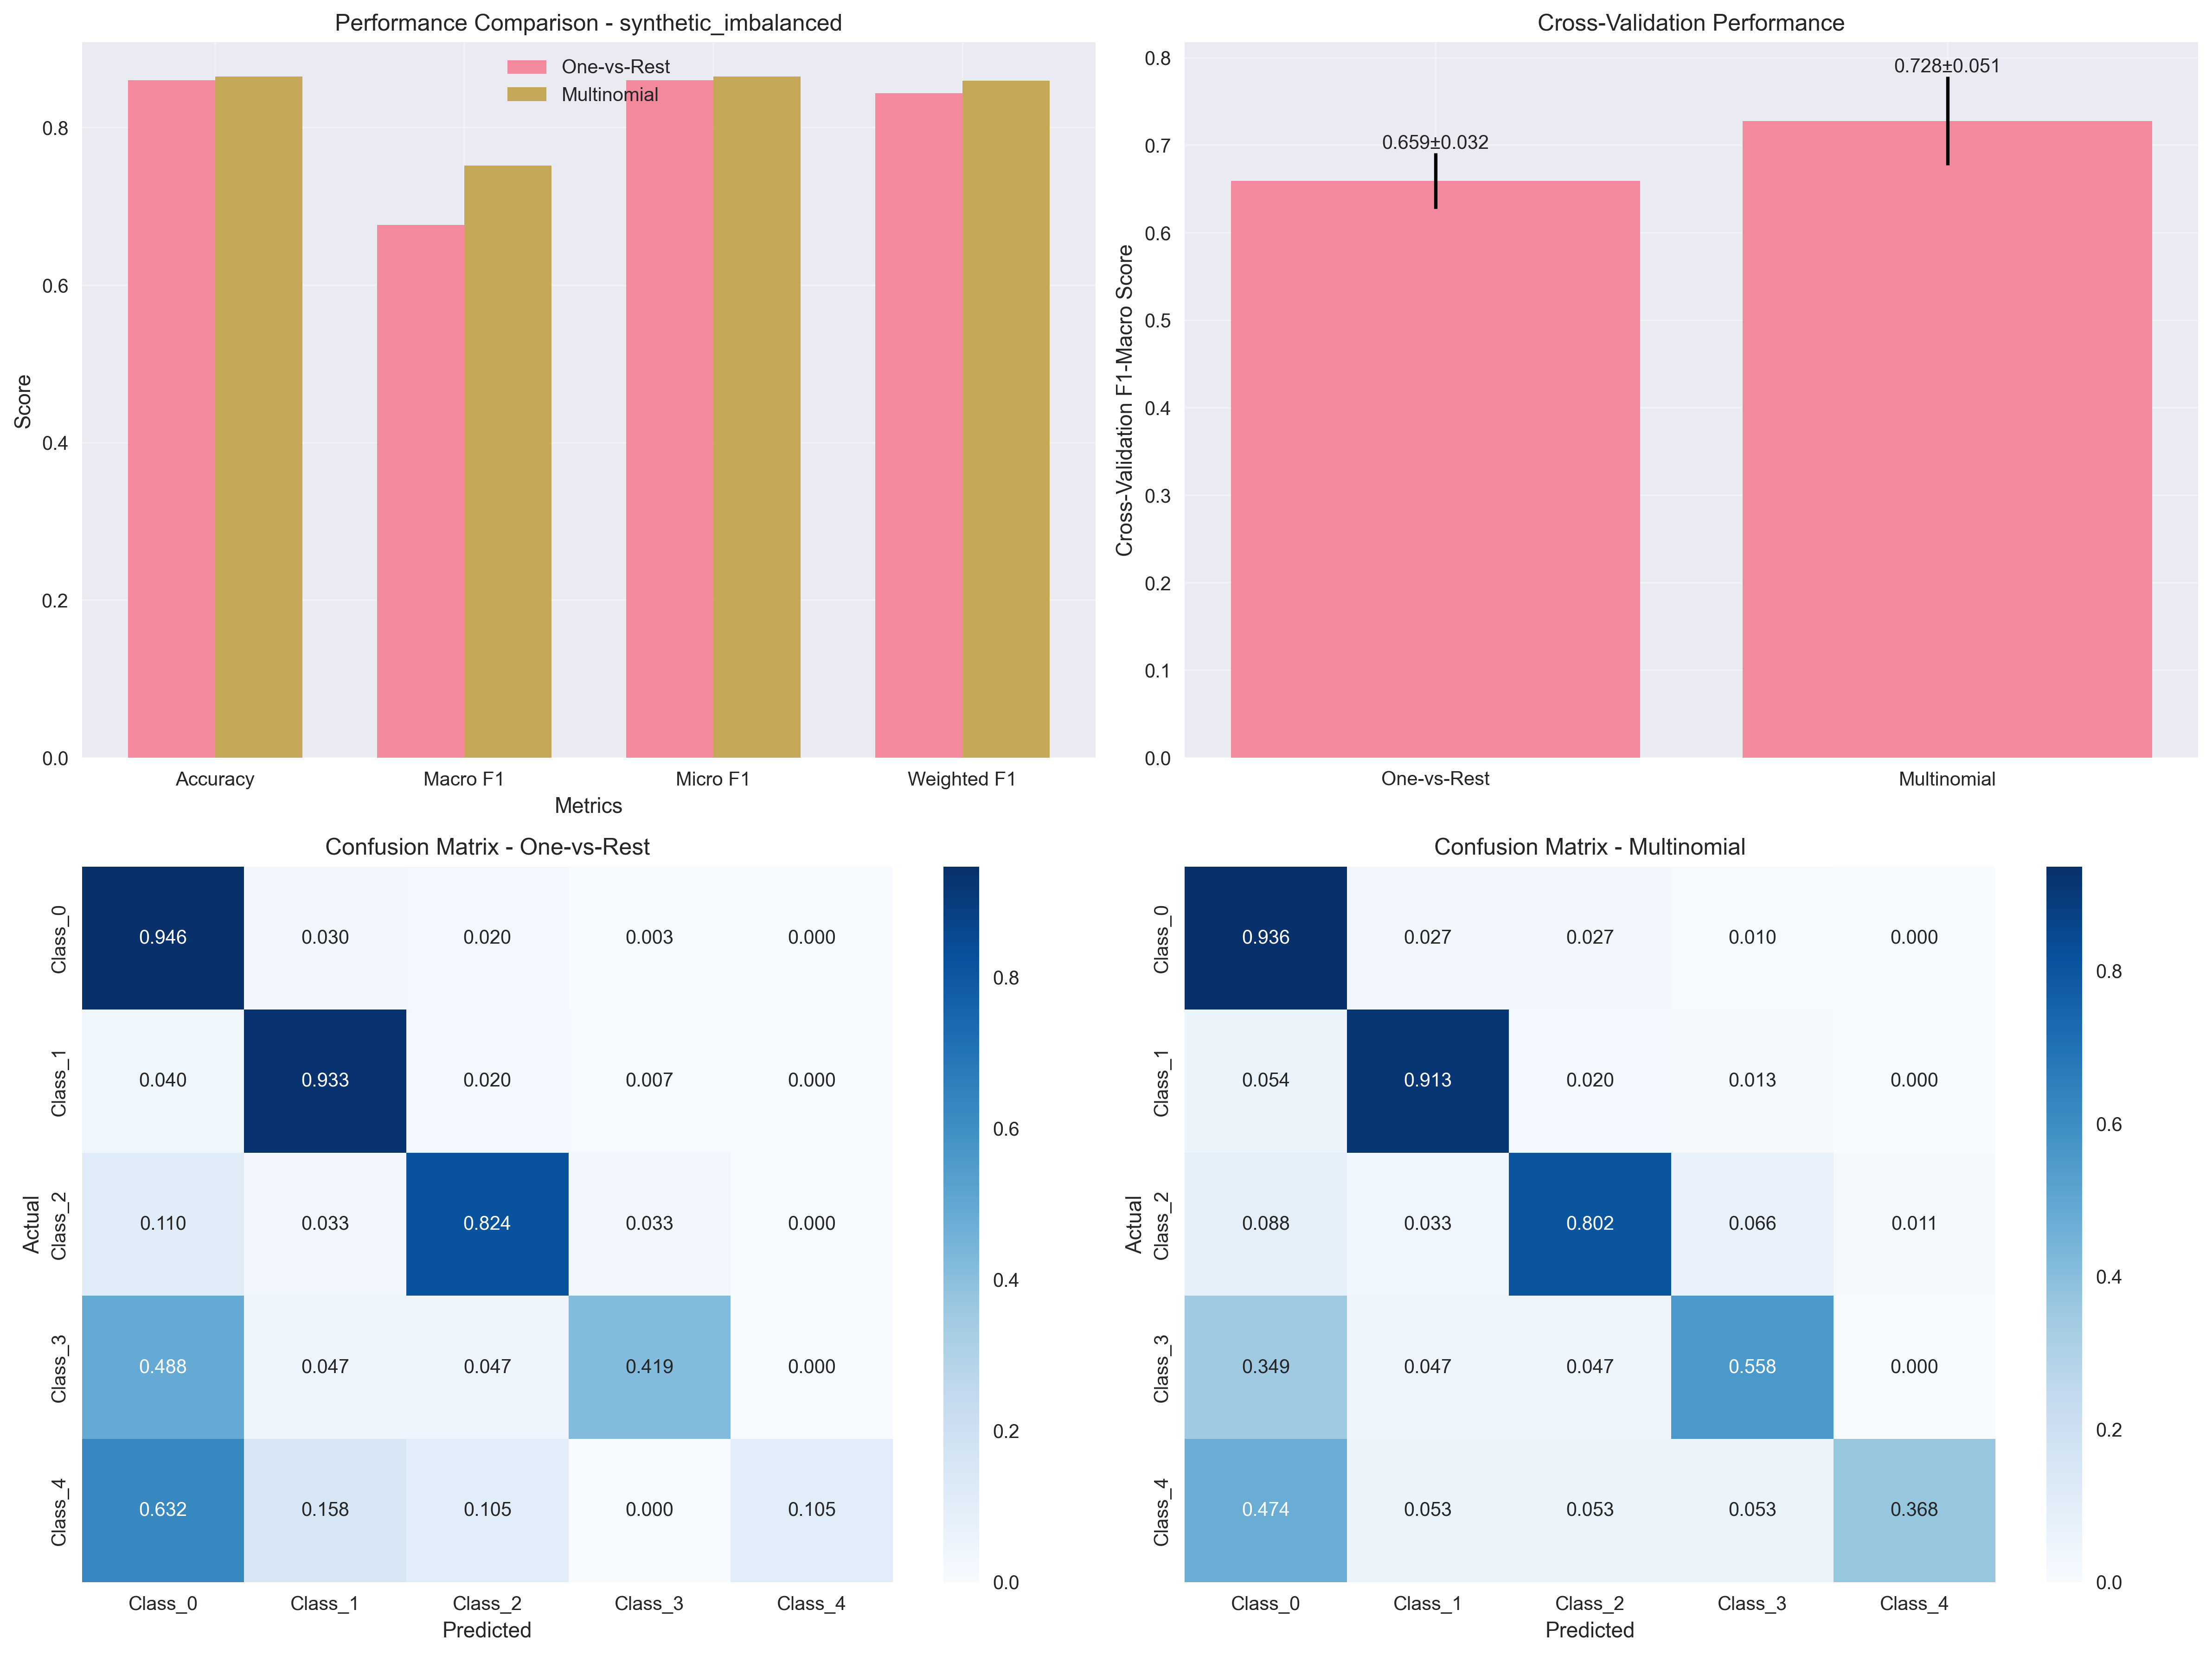 Performance Comparison - synthetic_imbalanced
One-vs-Rest
Multinomial
Score
0.8
0.6
0.4
0.2
0.0
Accuracy Macro F1 Micro F1 Weighted F1
Metrics
Cross-Validation Performance
Cross-Validation F1-Macro Score
0.8
0.7
0.6
0.5
0.4
0.3
0.2
0.1
0.0
0.659±0.032
0.728±0.051
One-vs-Rest Multinomial
Confusion Matrix - One-vs-Rest
Actual
Class_0 0.946 0.030 0.020 0.003 0.000
Class_1 0.040 0.933 0.020 0.007 0.000
Class_2 0.110 0.033 0.824 0.033 0.000
Class_3 0.488 0.047 0.047 0.419 0.000
Class_4 0.632 0.158 0.105 0.000 0.105
Class_0 Class_1 Class_2 Class_3 Class_4
Predicted
0.8
0.6
0.4
0.2
0.0
Confusion Matrix - Multinomial
Actual
Class_0 0.936 0.027 0.027 0.010 0.000
Class_1 0.054 0.913 0.020 0.013 0.000
Class_2 0.088 0.033 0.802 0.066 0.011
Class_3 0.349 0.047 0.047 0.558 0.000
Class_4 0.474 0.053 0.053 0.053 0.368
Class_0 Class_1 Class_2 Class_3 Class_4
Predicted
0.8
0.6
0.4
0.2
0.0